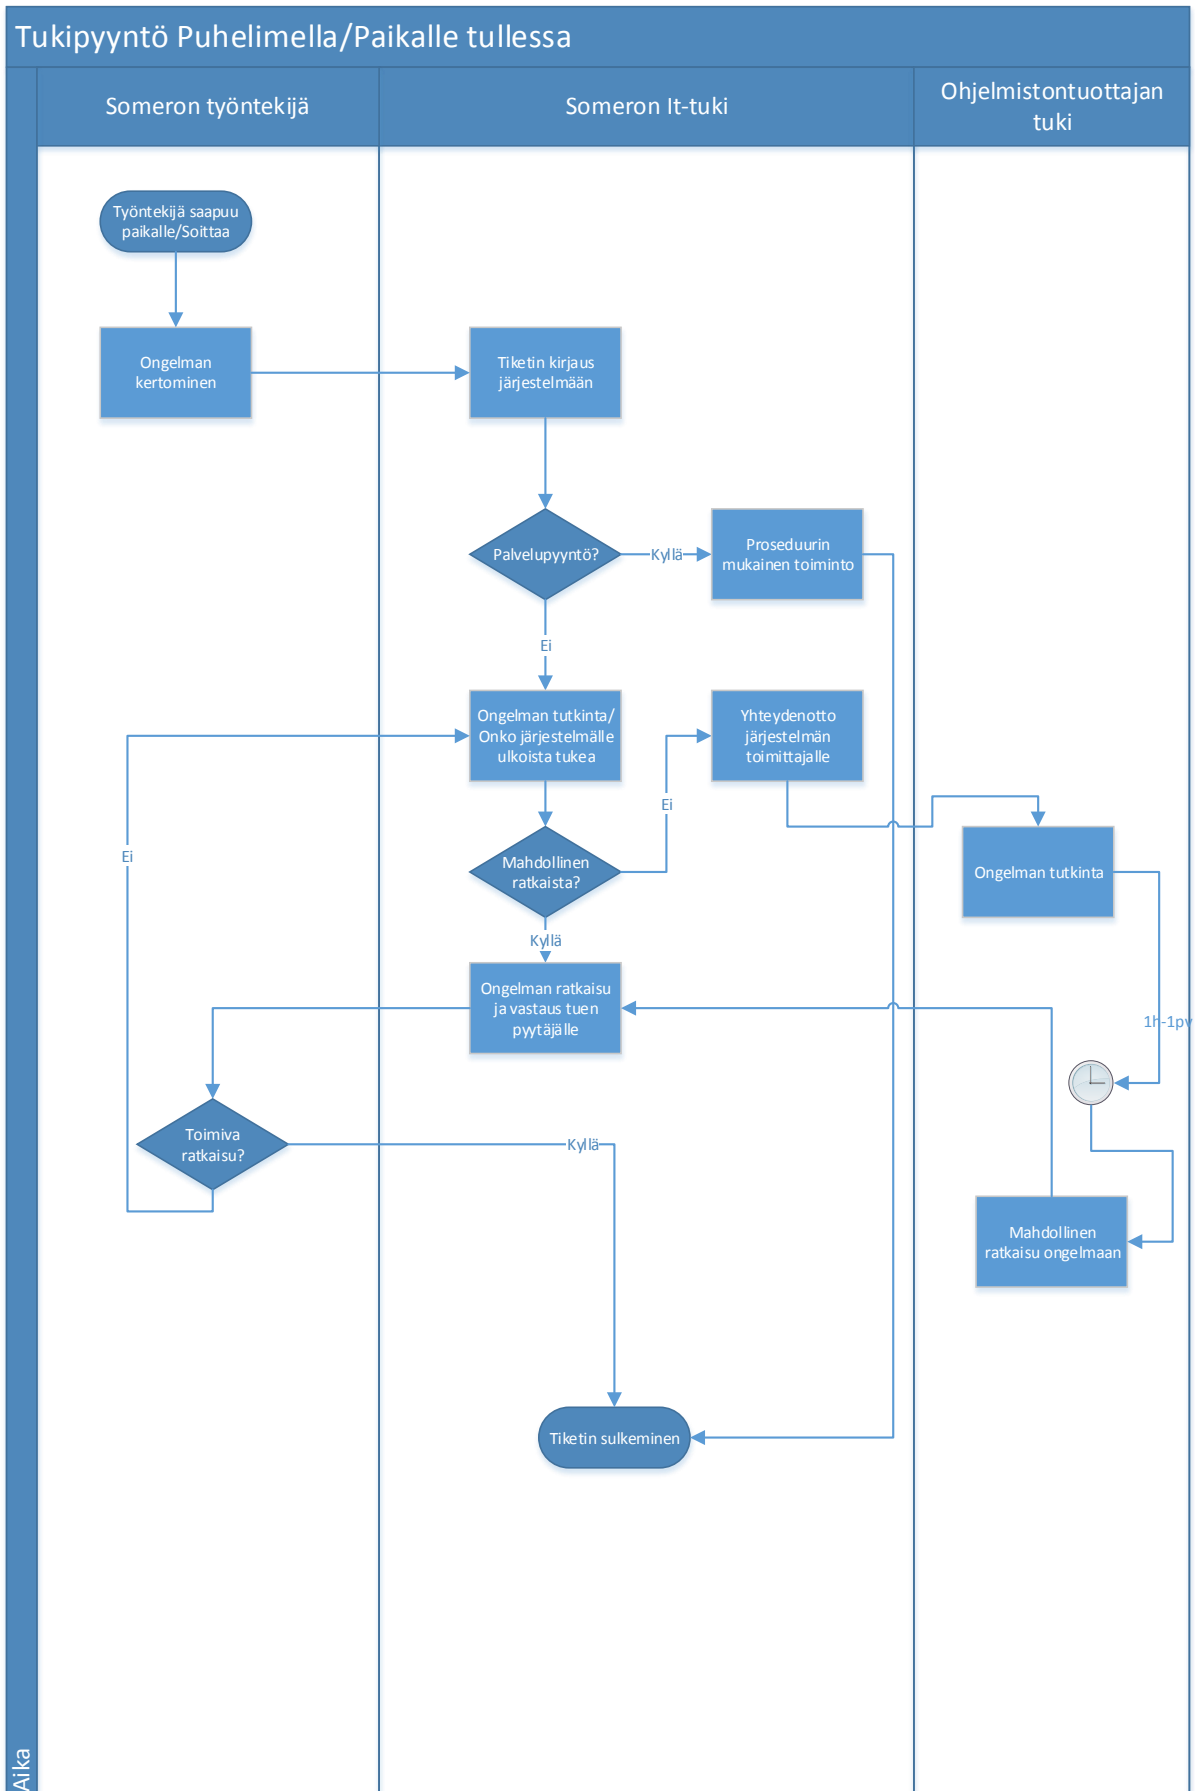 Tukipyyntö Puhelimella/Paikalle tullessa
Someron työntekijä
Someron It-tuki
Ohjelmistontuottajan
tuki
Työntekijä saapuu
paikalle/Soittaa
Ongelman
kertominen
Tiketin kirjaus
järjestelmään
Palvelupyyntö?
Kyllä
Proseduurin
mukainen toiminto
Ei
Ongelman tutkinta/
Onko järjestelmälle
ulkoista tukea
Yhteydenotto
järjestelmän
toimittajalle
Ei
Ei
Mahdollinen
ratkaista?
Ongelman tutkinta
Kyllä
Ongelman ratkaisu
ja vastaus tuen
pyytäjälle
1h-1pv
Toimiva
ratkaisu?
Kyllä
Mahdollinen
ratkaisu ongelmaan
Tiketin sulkeminen
Aika